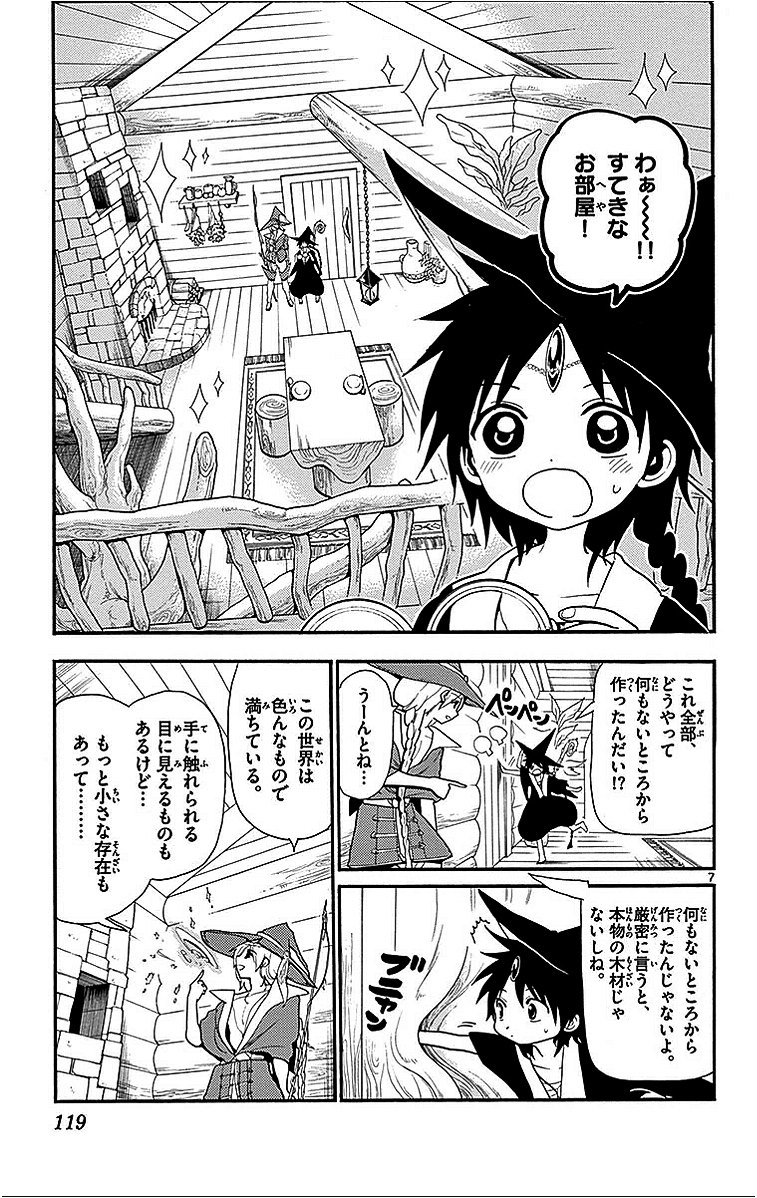 わぁ～～～!!
すてきな
お部屋！
これ全部、
どうやって
何もないところから
作ったんだい!?
ペンペン
うーんとね…
7
何もないところから
作ったんじゃないよ。
厳密に言うと、
本物の木材じゃ
ないしね。
ブニャン
この世界は
色んなもので
満ちている。
手に触れられる
目に見えるものも
あるけど…
もっと小さな存在も
あって………
119